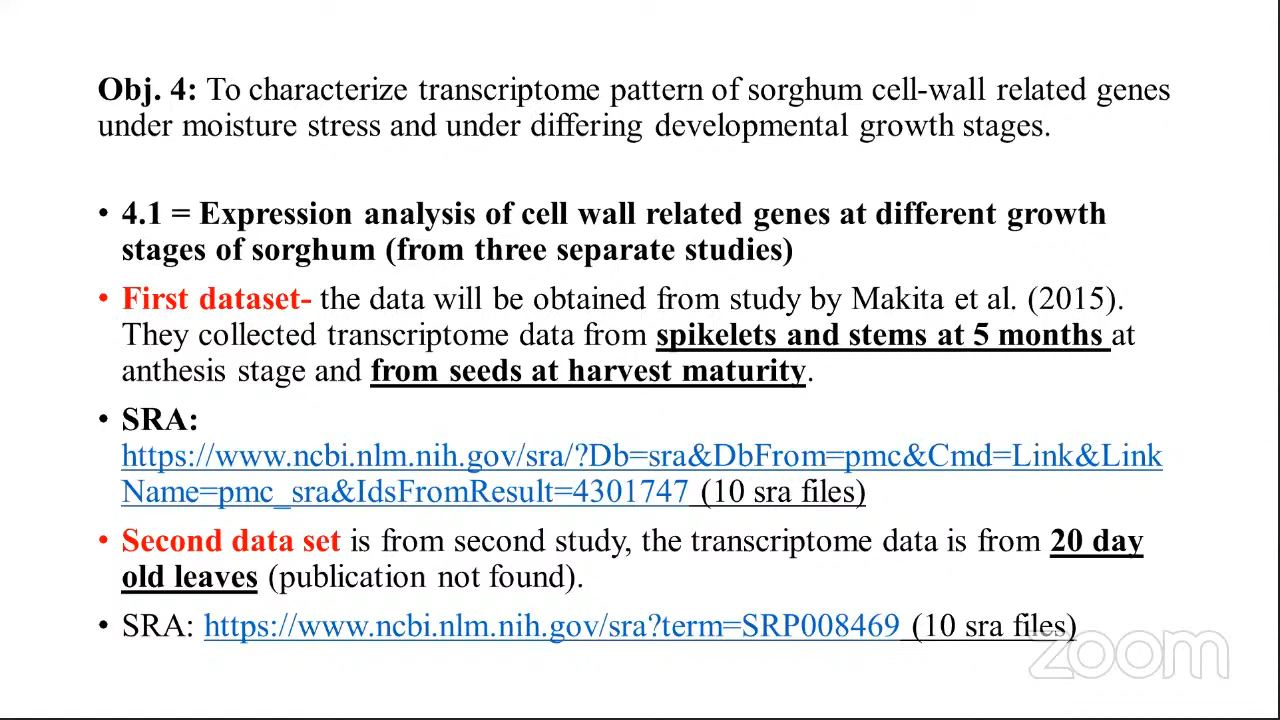 Obj. 4: To characterize transcriptome pattern of sorghum cell-wall related genes
under moisture stress and under differing developmental growth stages.
• 4.1 = Expression analysis of cell wall related genes at different growth
stages of sorghum (from three separate studies)
• First dataset- the data will be obtained from study by Makita et al. (2015).
They collected transcriptome data from spikelets and stems at 5 months at
anthesis stage and from seeds at harvest maturity.
• SRA:
https://www.ncbi.nlm.nih.gov/sra/?Db=sra&DbFrom=pmc&Cmd=Link&Link
Name=pmc_sra&IdsFromResult=4301747 (10 sra files)
• Second data set is from second study, the transcriptome data is from 20 day
old leaves (publication not found).
• SRA: https://www.ncbi.nlm.nih.gov/sra?term=SRP008469 (10 sra files)
zoom